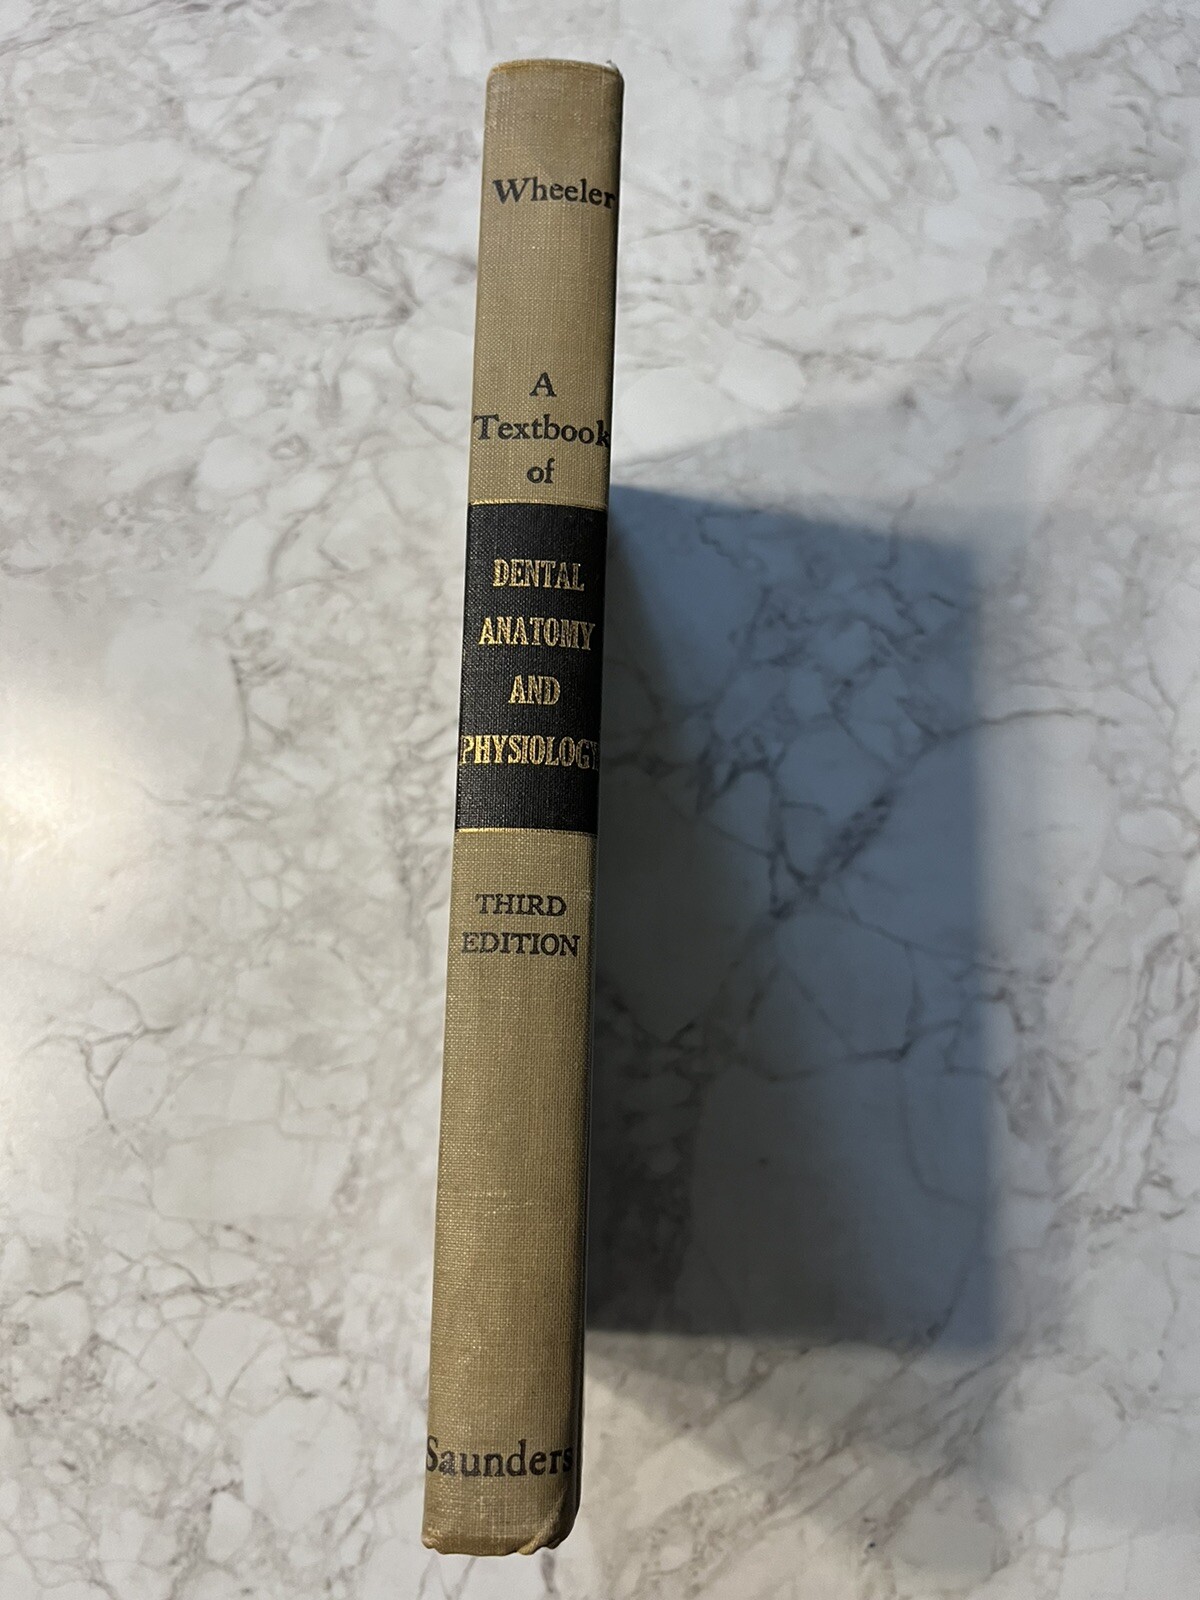 Wheeler
A
Textbook
of
DENTAL
ANATOMY
AND
PHYSIOLOGY
THIRD
EDITION
Saunders